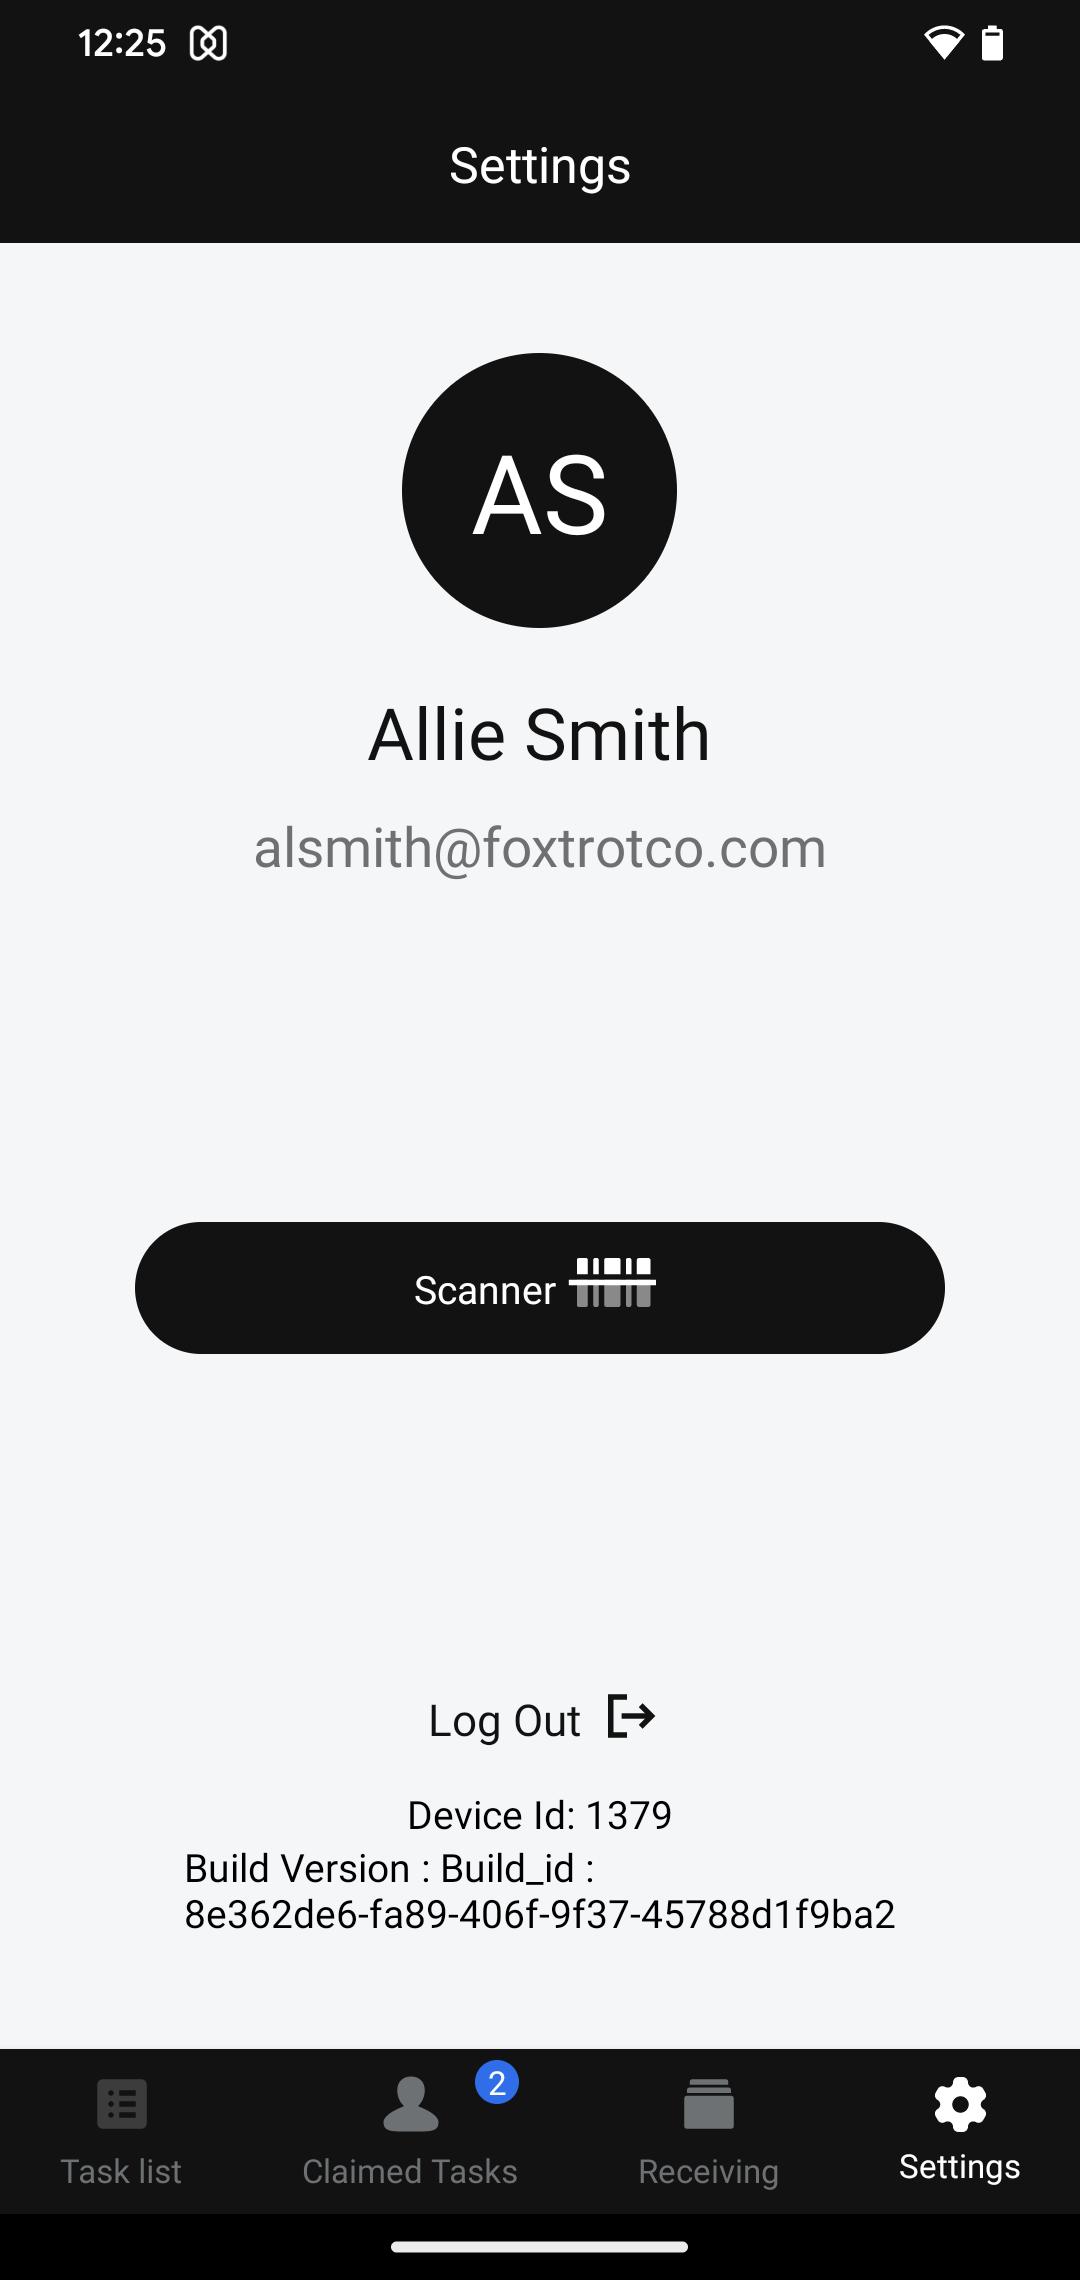 12:25
Settings
AS
Allie Smith
alsmith@foxtrotco.com
Scanner
Log Out
Device Id: 1379
Build Version : Build_id :
8e362de6-fa89-406f-9f37-45788d1f9ba2
2
Task list
Claimed Tasks
Receiving
Settings